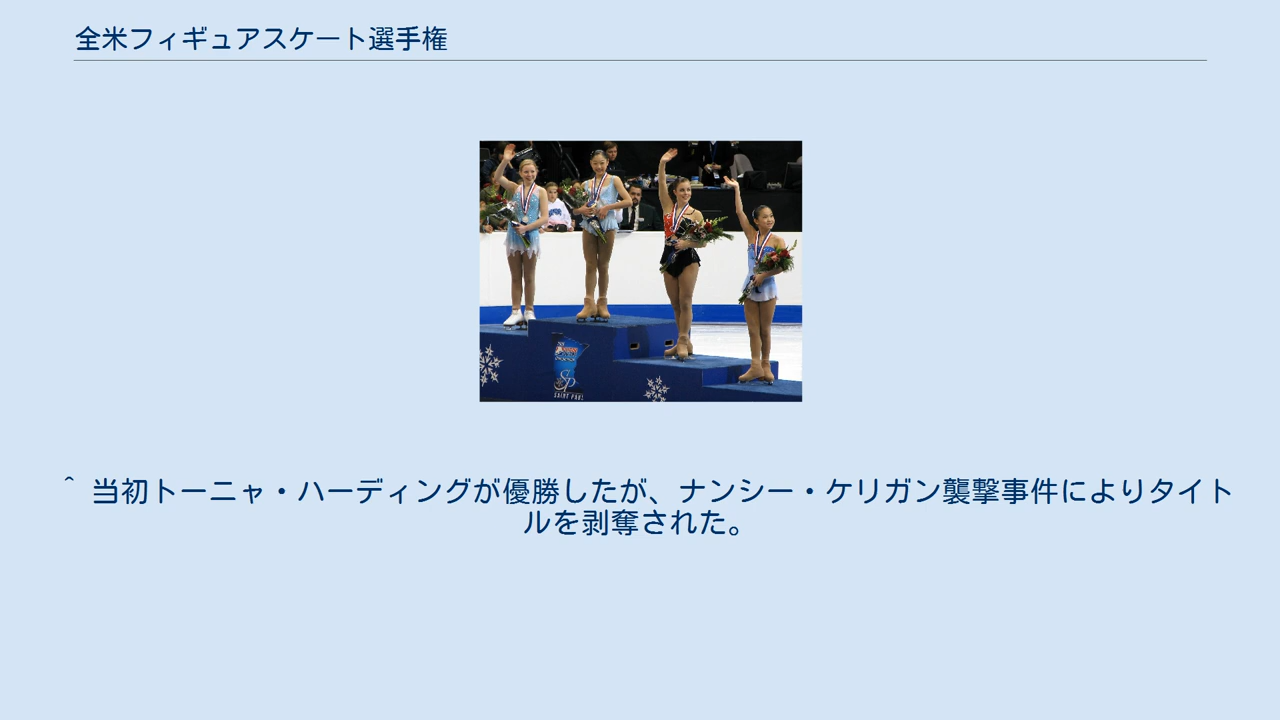 全米フィギュアスケート選手権
SP
SAINT PAUL
^ 当初トーニャ・ハーディングが優勝したが、ナンシー・ケリガン襲撃事件によりタイト
ルを剥奪された。